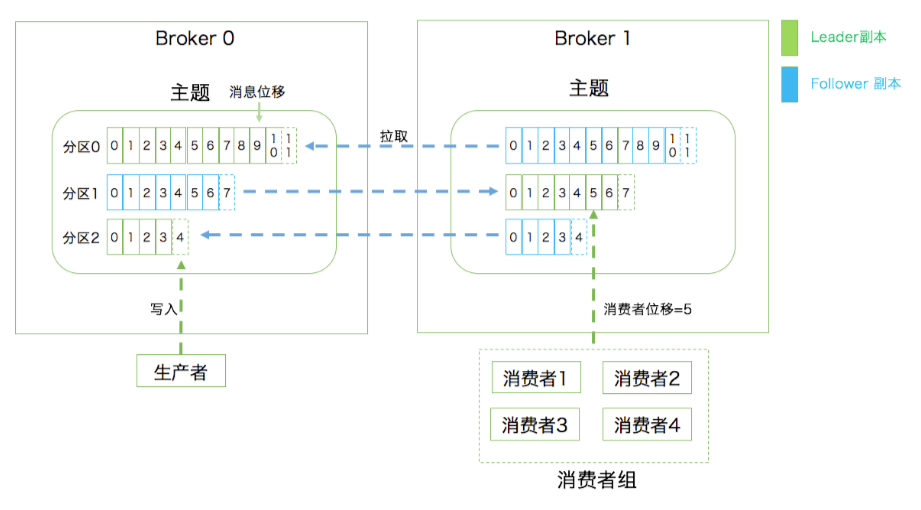 Broker 0
Broker 1
Leader副本
Follower 副本
主题
消息位移
主题
拉取
分区0 0 1 2 3 4 5 6 7 8 9 10 11
0 1 2 3 4 5 6 7 8 9 10 11
分区1 0 1 2 3 4 5 6 7
0 1 2 3 4 5 6 7
分区2 0 1 2 3 4
0 1 2 3 4
写入
消费者位移=5
生产者
消费者1 消费者2
消费者3 消费者4
消费者组